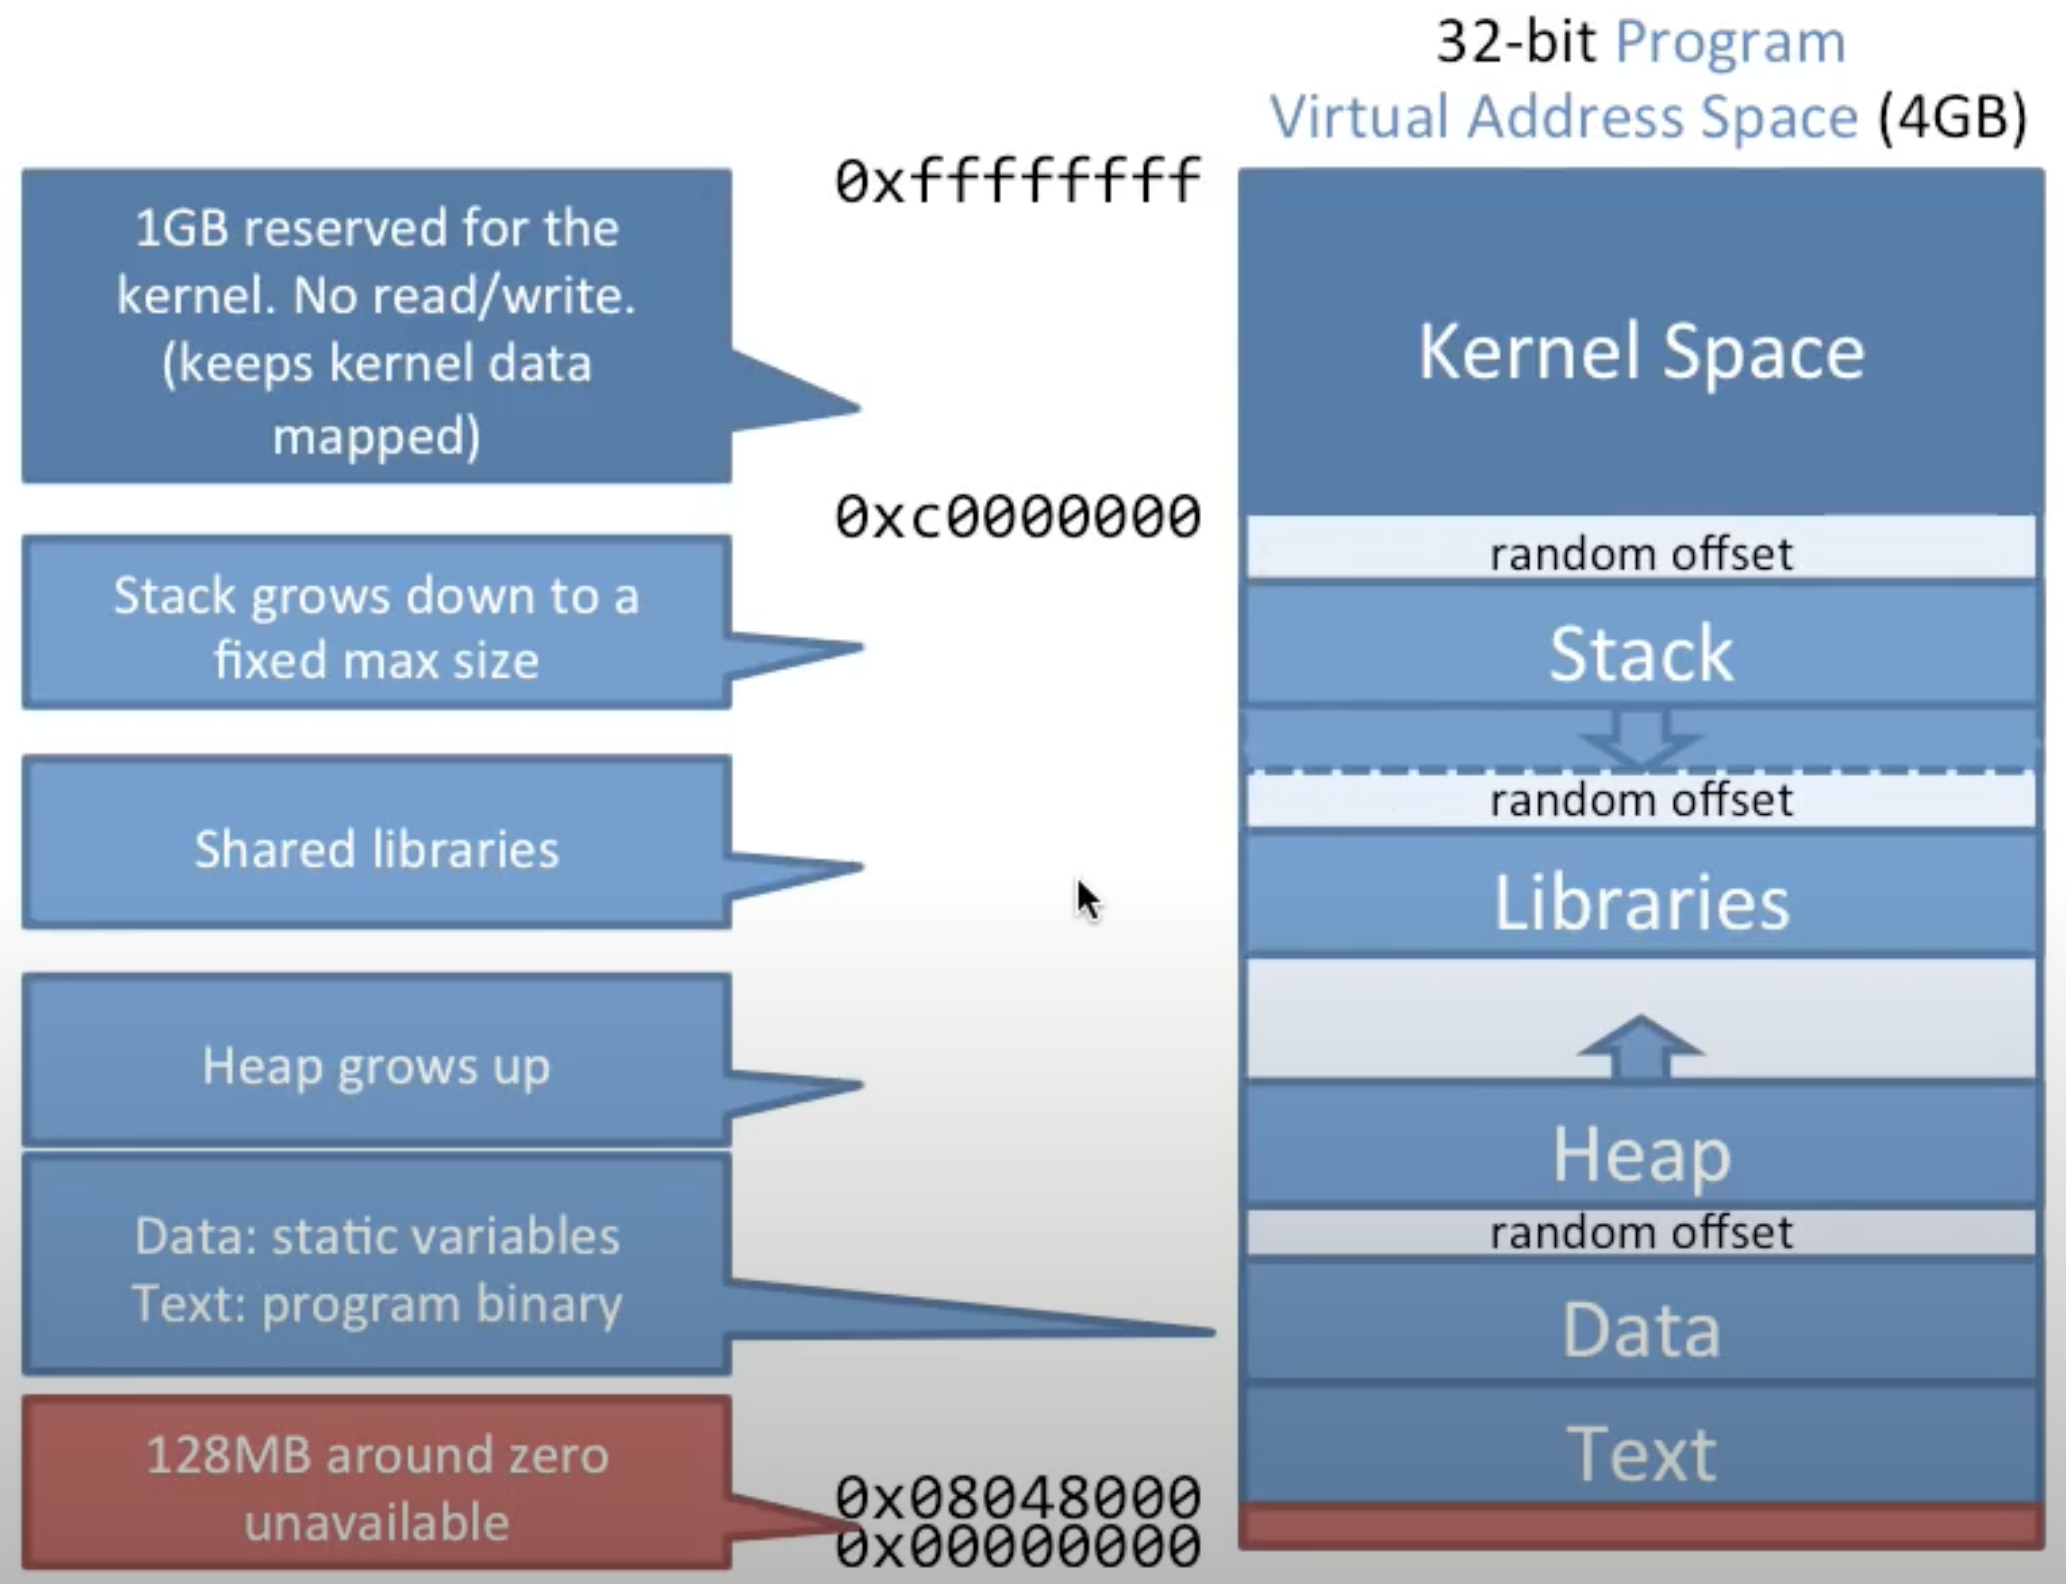 32-bit Program
Virtual Address Space (4GB)
1GB reserved for the
kernel. No read/write.
(keeps kernel data
mapped)
Stack grows down to a
fixed max size
Shared libraries
Heap grows up
Data: static variables
Text: program binary
128MB around zero
unavailable
0xffffffff
0xc0000000
0x08048000
0x00000000
Kernel Space
random offset
Stack
random offset
Libraries
Heap
random offset
Data
Text